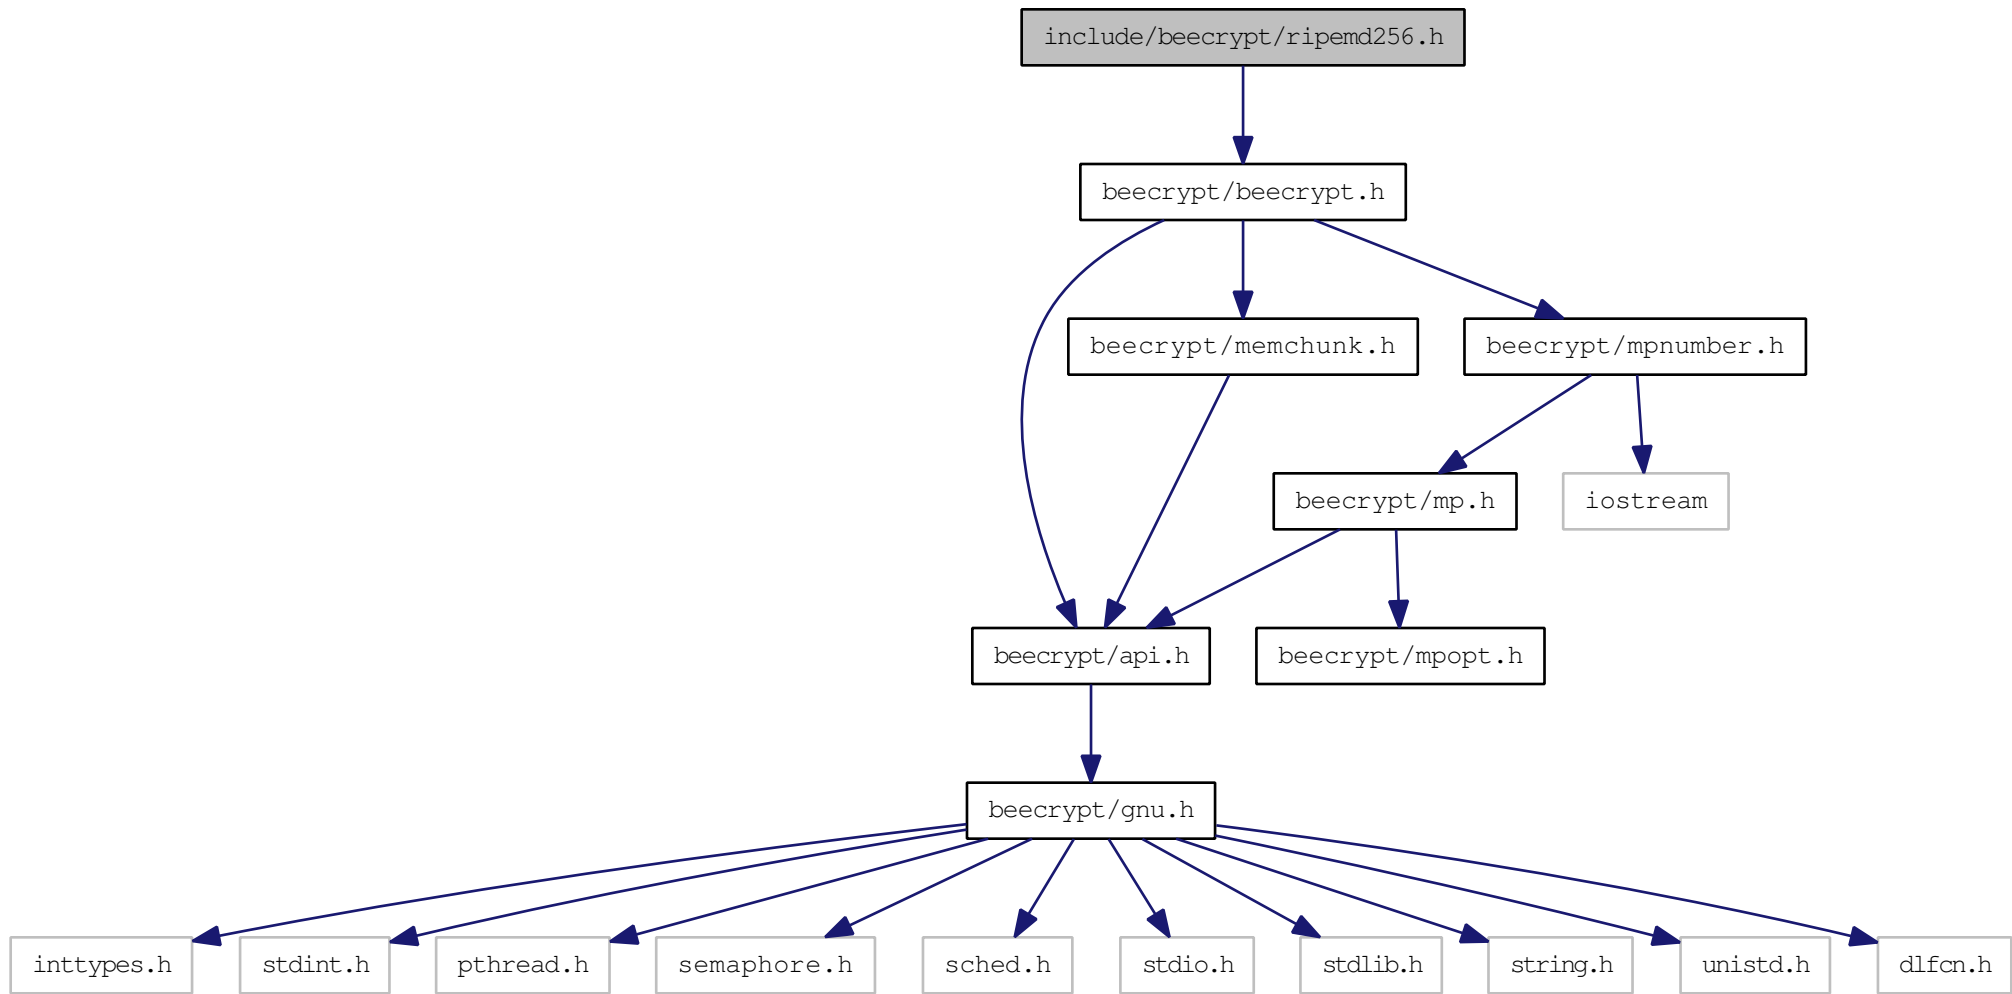 include/beecrypt/ripemd256.h
beecrypt/beecrypt.h
beecrypt/memchunk.h
beecrypt/mpnumber.h
beecrypt/mp.h
iostream
beecrypt/api.h
beecrypt/mpopt.h
beecrypt/gnu.h
inttypes.h
stdint.h
pthread.h
semaphore.h
sched.h
stdio.h
stdlib.h
string.h
unistd.h
dlfcn.h